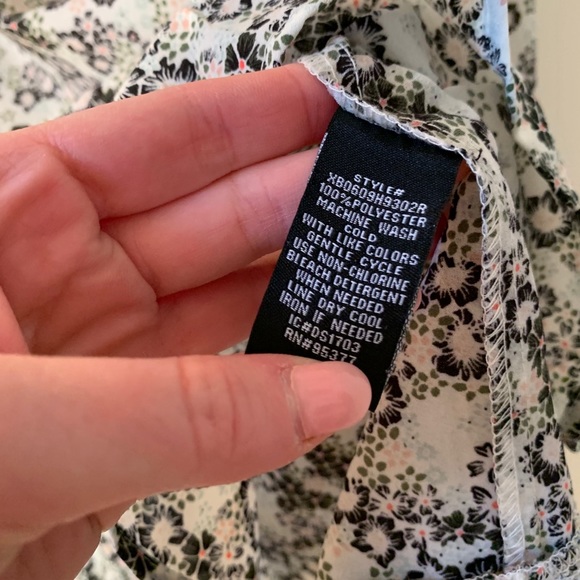 STYLE#
XB0609H9302R
100%POLYESTER
MACHINE WASH
COLD
WITH LIKE COLORS
GENTLE CYCLE
USE NON-CHLORINE
BLEACH DETERGENT
WHEN NEEDED
LINE DRY COOL
IRON IF NEEDED
IC#DS1703
RN#95377